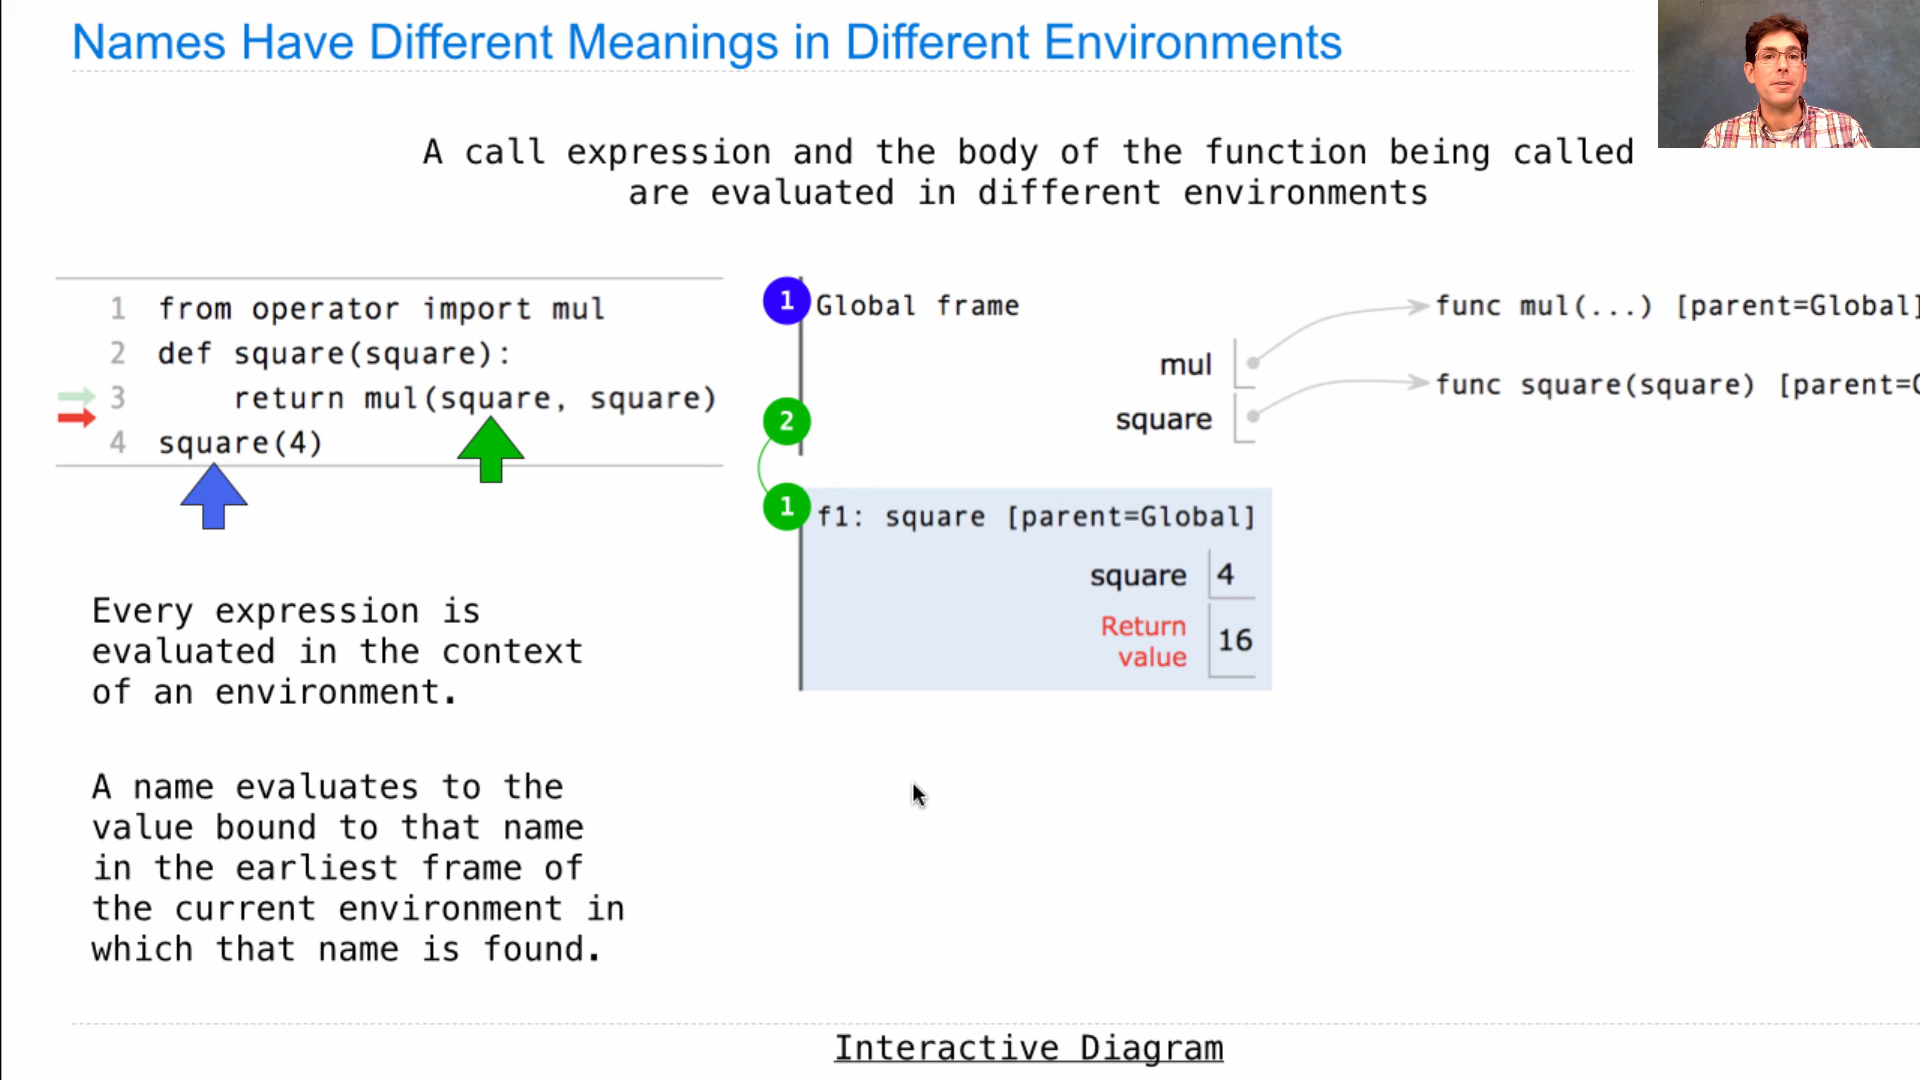 Names Have Different Meanings in Different Environments
A call expression and the body of the function being called
are evaluated in different environments
1 from operator import mul
2 def square(square):
3 return mul(square, square)
4 square(4)
1 Global frame
mul
func mul(...) [parent=Global]
2
square
func square(square) [parent=G
1 f1: square [parent=Global]
square 4
Return
value 16
Every expression is
evaluated in the context
of an environment.
A name evaluates to the
value bound to that name
in the earliest frame of
the current environment in
which that name is found.
Interactive Diagram